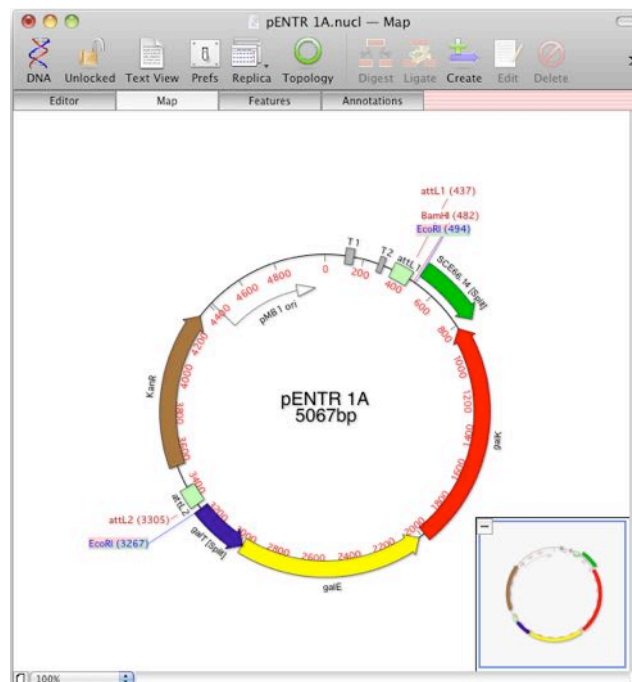 pENTR 1A.nucl — Map
DNA Unlocked Text View Prefs Replica Topology Digest Ligate Create Edit Delete
Editor Map Features Annotations
attL1 (437)
BamHI (482)
EcoRI (494)
T1 T2 attL1 SCE66.14 [Split]
4800 0 200 400 600
4400 4200 pMB1 ori 800
KanR 4000 3800 3600 1000 1200 1400 1600 galK
pENTR 1A
5067bp
attL2 3400 3200 3000 2800 2600 2400 2200 2000 1800
attL2 (3305)
EcoRI (3267)
galT [Split]
galE
100%